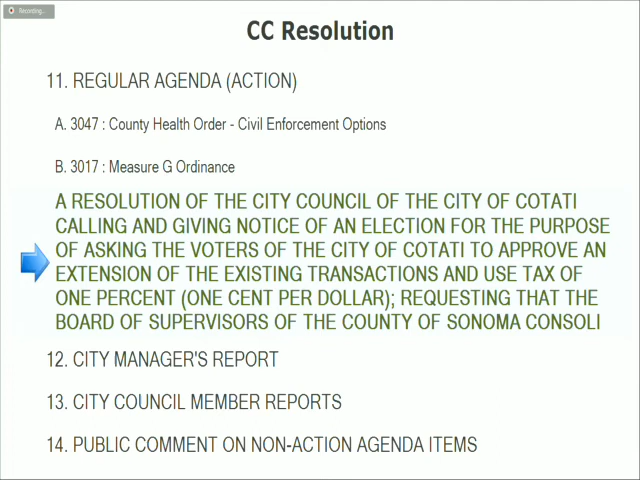 Recording...
CC Resolution
11. REGULAR AGENDA (ACTION)
A. 3047 : County Health Order - Civil Enforcement Options
B. 3017 : Measure G Ordinance
A RESOLUTION OF THE CITY COUNCIL OF THE CITY OF COTATI
CALLING AND GIVING NOTICE OF AN ELECTION FOR THE PURPOSE
OF ASKING THE VOTERS OF THE CITY OF COTATI TO APPROVE AN
EXTENSION OF THE EXISTING TRANSACTIONS AND USE TAX OF
ONE PERCENT (ONE CENT PER DOLLAR); REQUESTING THAT THE
BOARD OF SUPERVISORS OF THE COUNTY OF SONOMA CONSOLI
12. CITY MANAGER'S REPORT
13. CITY COUNCIL MEMBER REPORTS
14. PUBLIC COMMENT ON NON-ACTION AGENDA ITEMS